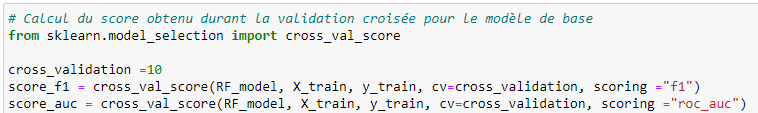 # Calcul du score obtenu durant la validation croisée pour le modèle de base
from sklearn.model_selection import cross_val_score

cross_validation =10
score_f1 = cross_val_score(RF_model, X_train, y_train, cv=cross_validation, scoring ="f1")
score_auc = cross_val_score(RF_model, X_train, y_train, cv=cross_validation, scoring ="roc_auc")